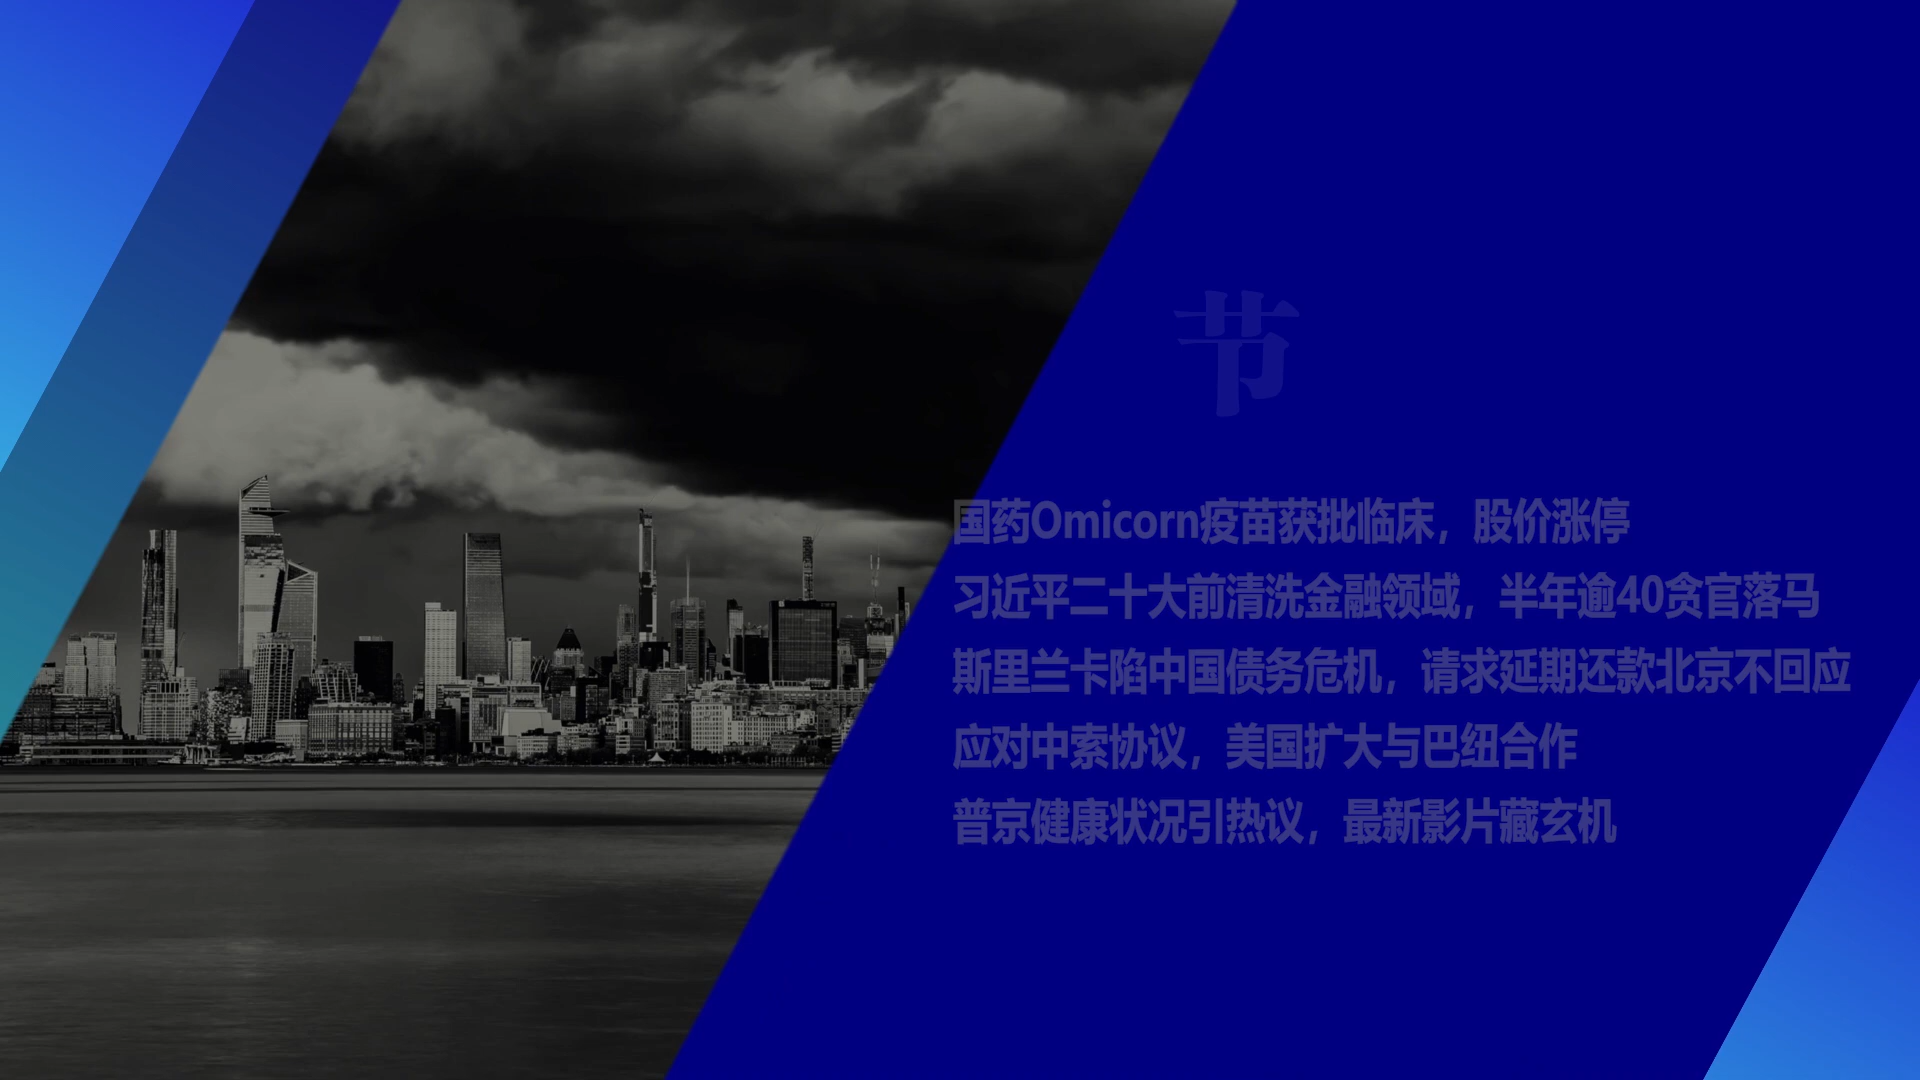 节
国药Omicorn疫苗获批临床，股价涨停
习近平二十大前清洗金融领域，半年逾40贪官落马
斯里兰卡陷中国债务危机，请求延期还款北京不回应
应对中索协议，美国扩大与巴纽合作
普京健康状况引热议，最新影片藏玄机